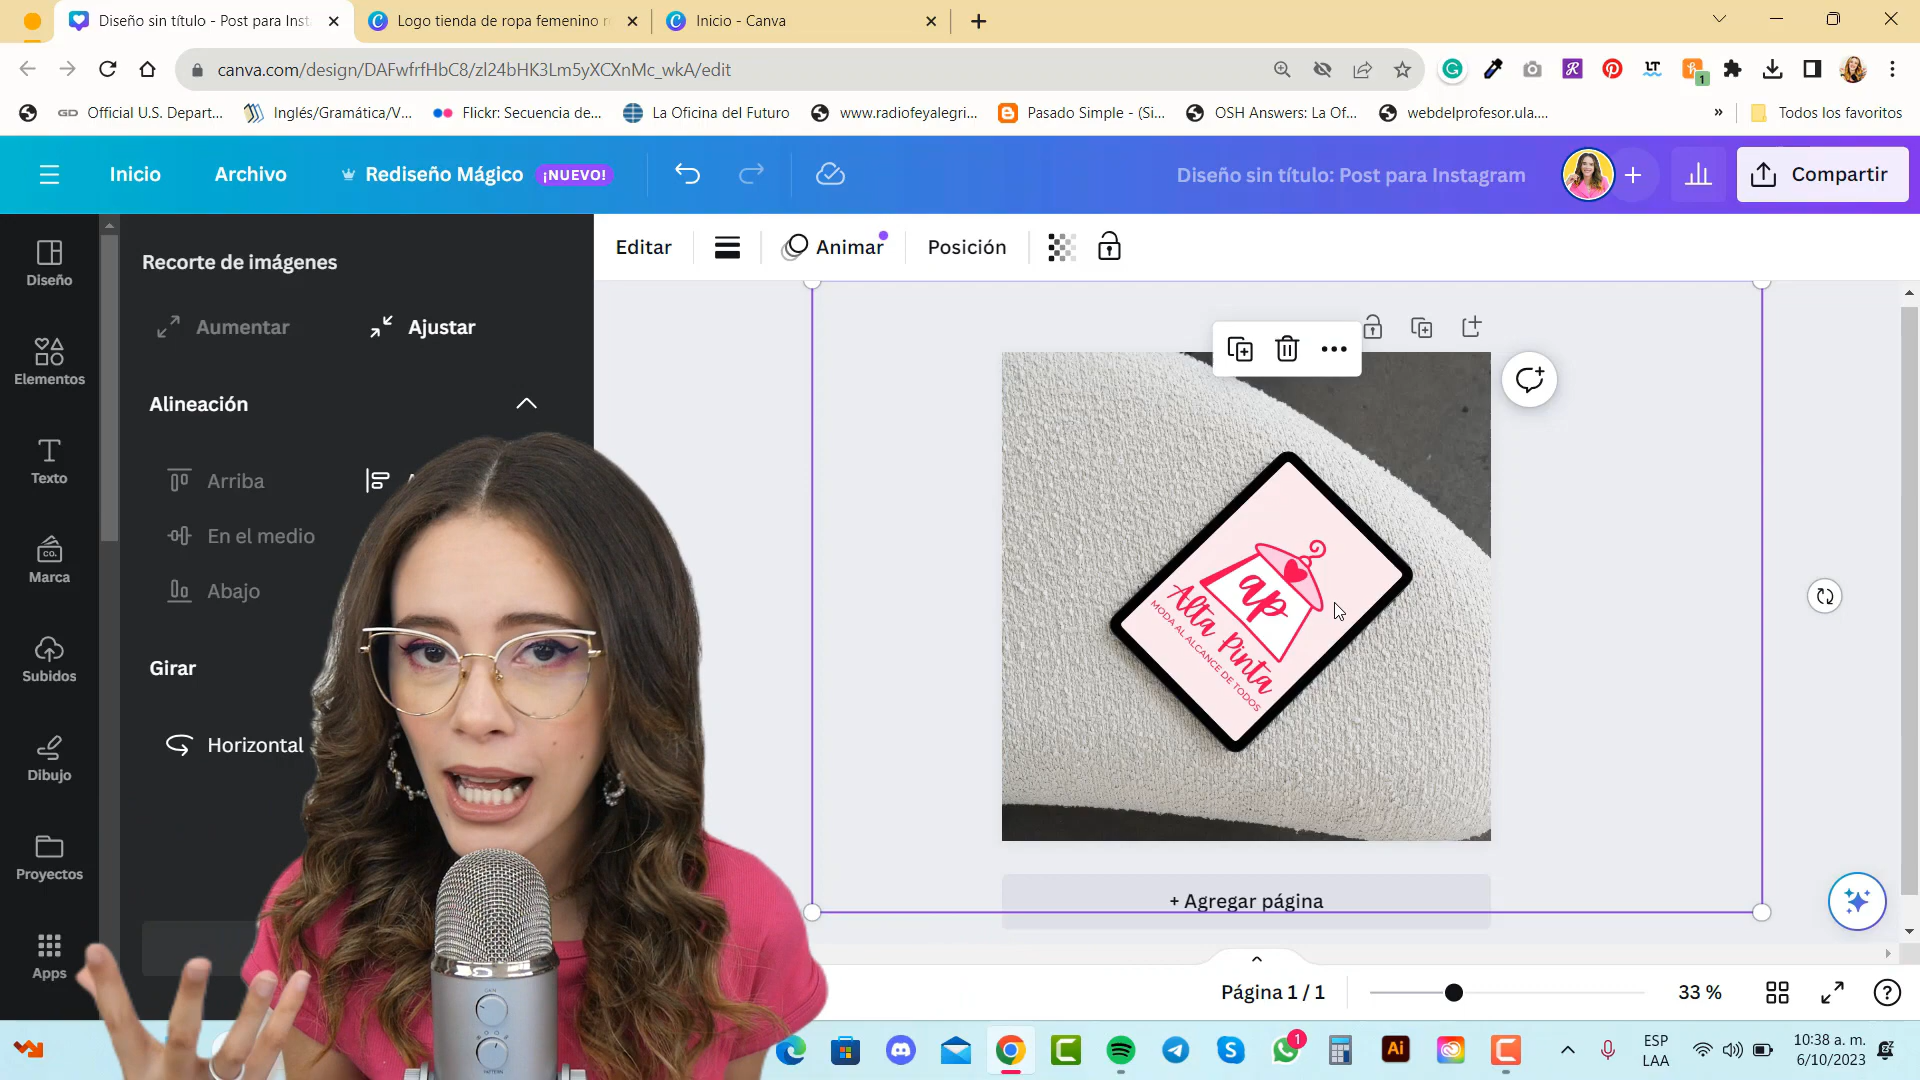 Diseño sin título - Post para Inst
Logo tienda de ropa femenino r
Inicio - Canva
canva.com/design/DAFwfrfHbC8/zl24bHK3Lm5yXCXnMc_wkA/edit
1
GD Official U.S. Depart...
Inglés/Gramática/V...
Flickr: Secuencia de...
La Oficina del Futuro
www.radiofeyalegri...
Pasado Simple - (Si...
OSH Answers: La Of...
webdelprofesor.ula....
»
Todos los favoritos
Inicio
Archivo
Rediseño Mágico
¡NUEVO!
Diseño sin título: Post para Instagram
Compartir
Editar
Animar
Posición
Diseño
Elementos
Texto
CO.
Marca
Subidos
Dibujo
Proyectos
Apps
Recorte de imágenes
Aumentar
Ajustar
Alineación
Arriba
En el medio
Abajo
Girar
Horizontal
ap
Alta Pinta
MODA AL ALCANCE DE TODOS
+ Agregar página
Página 1 / 1
33 %
1
Ai
ESP
LAA
10:38 a. m.
6/10/2023